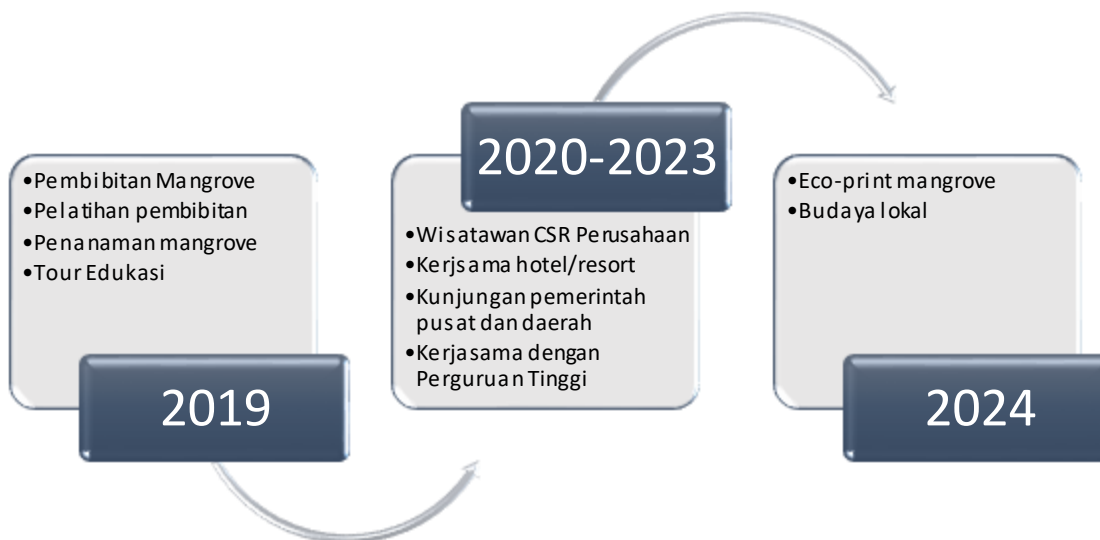 •Pembibitan Mangrove
•Pelatihan pembibitan
•Penanaman mangrove
•Tour Edukasi
2019
2020-2023
•Wisatawan CSR Perusahaan
•Kerjsama hotel/resort
•Kunjungan pemerintah
pusat dan daerah
•Kerjasama dengan
Perguruan Tinggi
•Eco-print mangrove
•Budaya lokal
2024